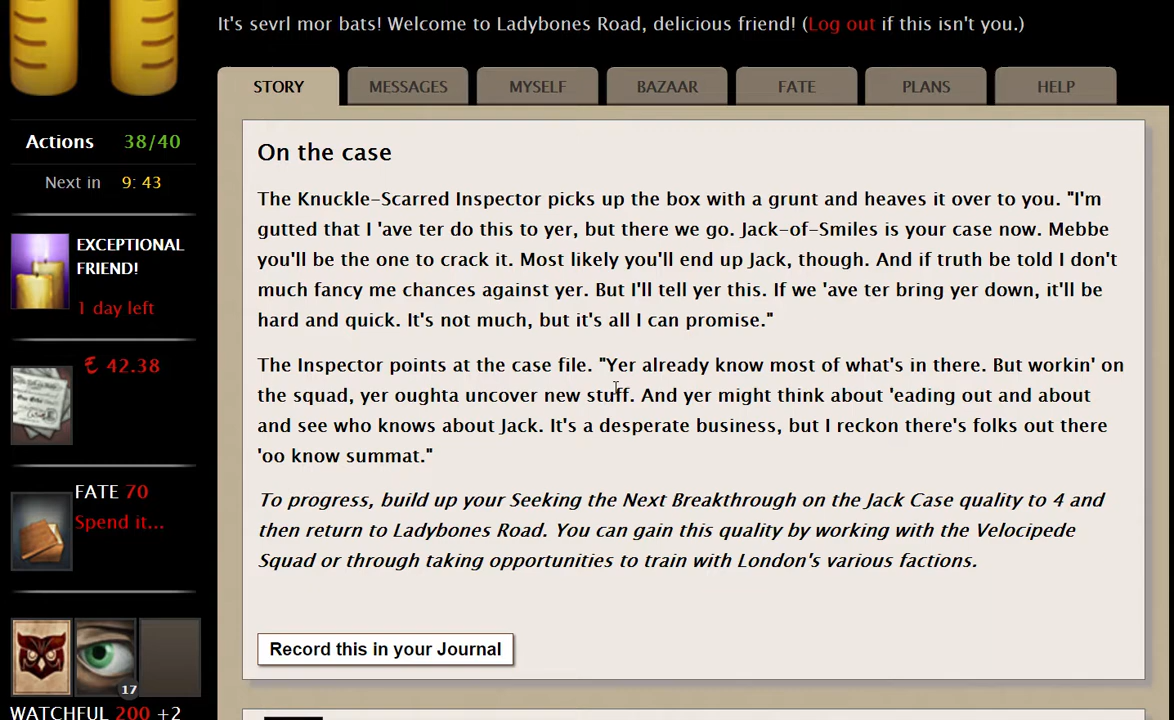 It's sevrl mor bats! Welcome to Ladybones Road, delicious friend! (Log out if this isn't you.)
STORY
MESSAGES
MYSELF
BAZAAR
FATE
PLANS
HELP
Actions 38/40
Next in 9: 43
EXCEPTIONAL
FRIEND!
1 day left
42.38
FATE 70
Spend it...
17
WATCHFUL 200 +2
On the case
The Knuckle-Scarred Inspector picks up the box with a grunt and heaves it over to you. "I'm
gutted that I 'ave ter do this to yer, but there we go. Jack-of-Smiles is your case now. Mebbe
you'll be the one to crack it. Most likely you'll end up Jack, though. And if truth be told I don't
much fancy me chances against yer. But I'll tell yer this. If we 'ave ter bring yer down, it'll be
hard and quick. It's not much, but it's all I can promise."
The Inspector points at the case file. "Yer already know most of what's in there. But workin' on
the squad, yer oughta uncover new stuff. And yer might think about 'eading out and about
and see who knows about Jack. It's a desperate business, but I reckon there's folks out there
'oo know summat."
To progress, build up your Seeking the Next Breakthrough on the Jack Case quality to 4 and
then return to Ladybones Road. You can gain this quality by working with the Velocipede
Squad or through taking opportunities to train with London's various factions.
Record this in your Journal